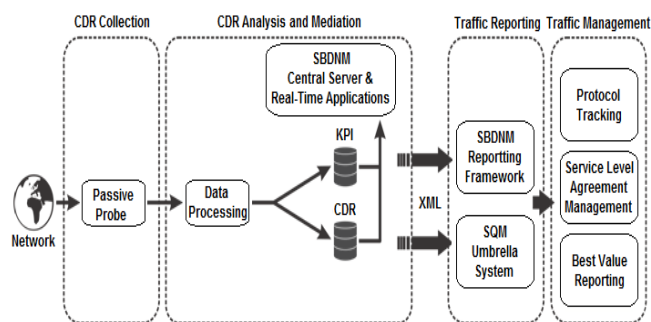 CDR Collection
CDR Analysis and Mediation
Traffic Reporting
Traffic Management
SBDNM
Central Server &
Real-Time Applications
KPI
CDR
Network
Passive
Probe
Data
Processing
XML
SBDNM
Reportting
Framework
SQM
Umbrella
System
Protocol
Tracking
Service Level
Agreement
Management
Best Value
Reporting